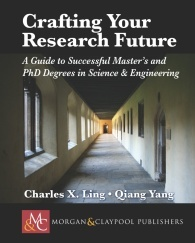 Crafting Your
Research Future
A Guide to Successful Master's and
PhD Degrees in Science & Engineering
Charles X. Ling • Qiang Yang
M&C
MORGAN&CLAYPOOL PUBLISHERS